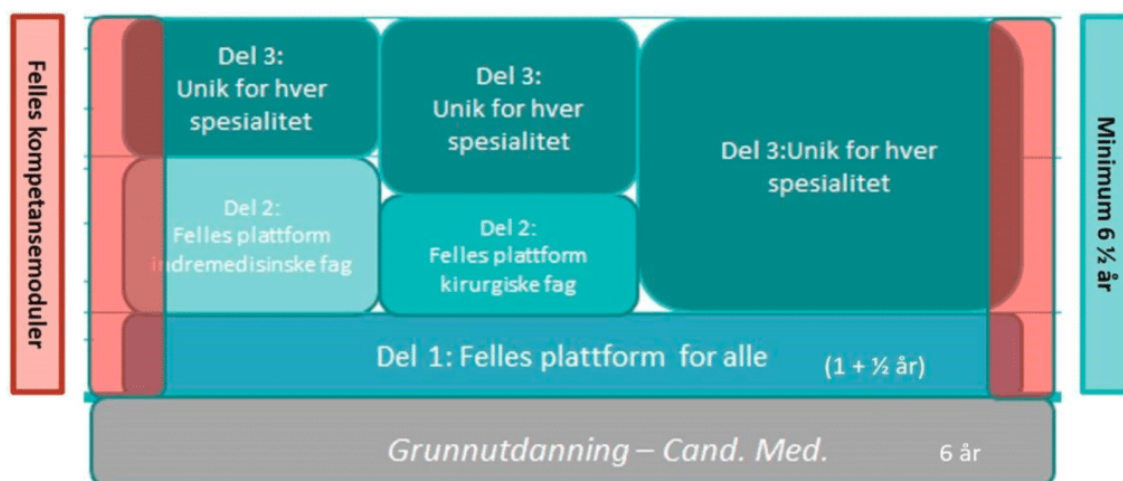 Felles kompetansemoduler
Del 3:
Unik for hver
spesialitet
Del 3:
Unik for hver
spesialitet
Del 3:Unik for hver
spesialitet
Del 2:
Felles plattform
indremedisinske fag
Del 2:
Felles plattform
kirurgiske fag
Del 1: Felles plattform for alle
(1 + ½ år)
Grunnutdanning – Cand. Med.
6 år
Minimum 6 ½ år